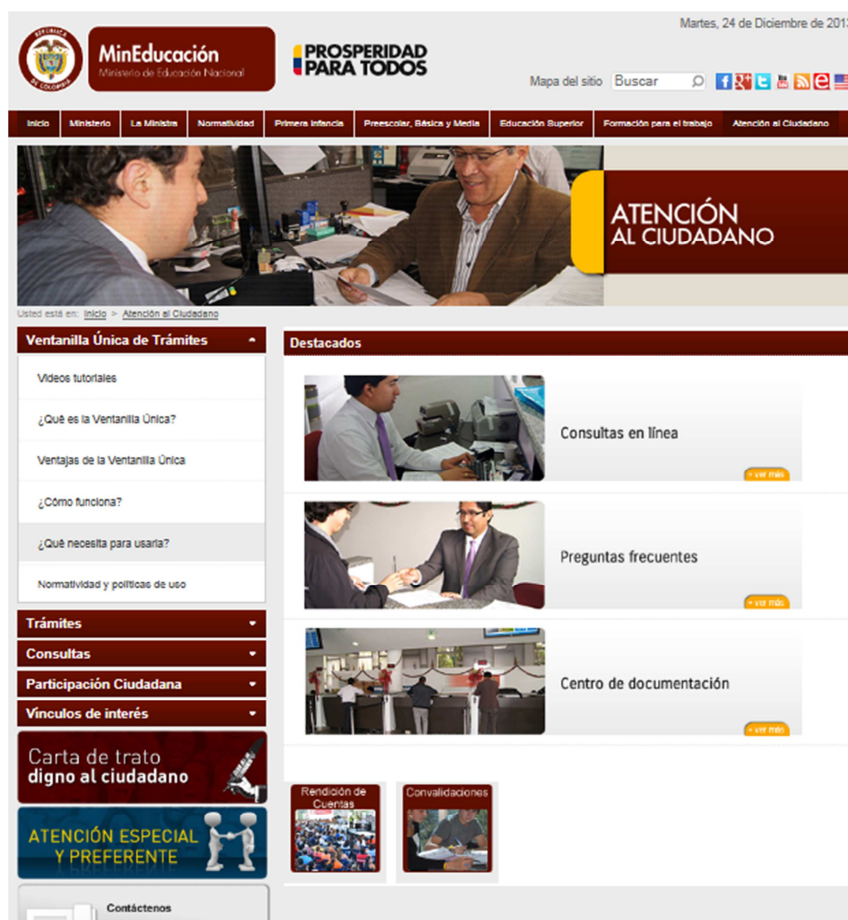 Martes, 24 de Diciembre de 2013
REPÚBLICA
DE COLOMBIA
MinEducación
Ministerio de Educación Nacional
PROSPERIDAD
PARA TODOS
Mapa del sitio
Buscar
Inicio
Ministerio
La Ministra
Normatividad
Primera Infancia
Preescolar, Básica y Media
Educación Superior
Formación para el trabajo
Atención al Ciudadano
ATENCIÓN
AL CIUDADANO
Usted está en: Inicio > Atención al Ciudadano
Ventanilla Única de Trámites
Videos tutoriales
¿Qué es la Ventanilla Única?
Ventajas de la Ventanilla Única
¿Cómo funciona?
¿Qué necesita para usarla?
Normatividad y políticas de uso
Trámites
Consultas
Participación Ciudadana
Vínculos de interés
Carta de trato
digno al ciudadano
ATENCIÓN ESPECIAL
Y PREFERENTE
Contáctenos
Destacados
Consultas en línea
+ ver más
Preguntas frecuentes
+ ver más
Centro de documentación
+ ver más
Rendición de
Cuentas
Convalidaciones